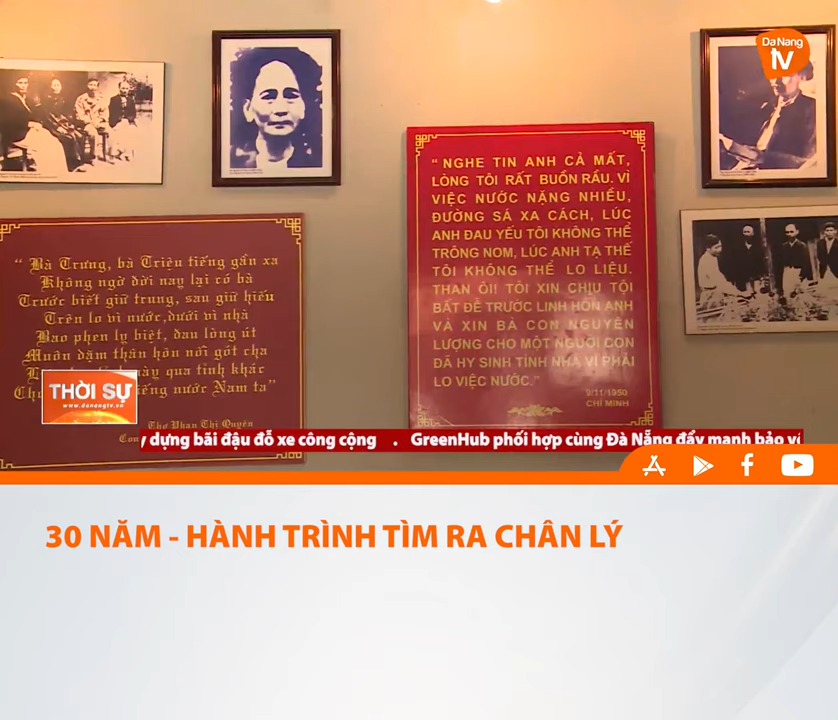 Da Nang
tv
“ NGHE TIN ANH CẢ MẤT,
LÒNG TÔI RẤT BUỒN RẦU. VÌ
VIỆC NƯỚC NẶNG NHIỀU,
ĐƯỜNG SÁ XA CÁCH, LÚC
ANH ĐAU YẾU TÔI KHÔNG THỂ
TRÔNG NOM, LÚC ANH TẠ THẾ
TÔI KHÔNG THỂ LO LIỆU.
THAN ÔI! TÔI XIN CHỊU TỘI
BẤT ĐỄ TRƯỚC LINH HỒN ANH
VÀ XIN BÀ CON NGUYÊN
LƯỢNG CHO MỘT NGƯỜI CON
ĐÃ HY SINH TÌNH NHÀ VÌ PHẢI
LO VIỆC NƯỚC.”
9/11/1950
CHÍ MINH
“ Bà Trưng, bà Triệu tiếng gần xa
Không ngờ đời nay lại có bà
Trước biết giữ trung, sau giữ hiếu
Trên lo vì nước,dưới vì nhà
Bao phen ly biệt, đau lòng út
Muôn dặm thân hôn nối gót cha
này qua tình khác
tiếng nước Nam ta”
Thơ Phan Thị Quyên
THỜI SỰ
www.danangtv.vn
dựng bãi đậu đỗ xe công cộng . GreenHub phối hợp cùng Đà Nẵng đẩy mạnh bảo
30 NĂM - HÀNH TRÌNH TÌM RA CHÂN LÝ